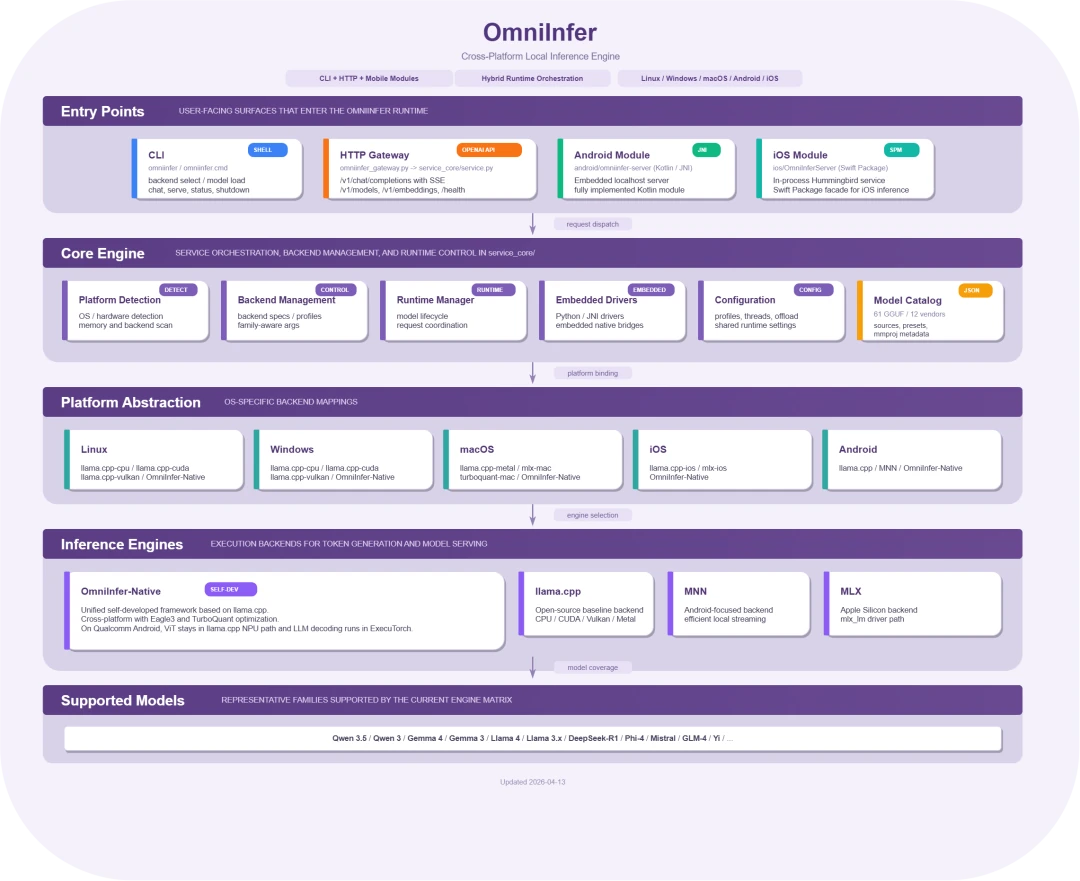 OmniInfer
Cross-Platform Local Inference Engine
CLI + HTTP + Mobile Modules
Hybrid Runtime Orchestration
Linux / Windows / macOS / Android / iOS
Entry Points
USER-FACING SURFACES THAT ENTER THE OMNIINFER RUNTIME
SHELL
CLI
omniinfer / omniinfer.cmd
backend select / model load
chat, serve, status, shutdown
OPENAI API
HTTP Gateway
omniinfer_gateway.py -> service_core/service.py
/v1/chat/completions with SSE
/v1/models, /v1/embeddings, /health
JNI
Android Module
android/omniinfer-server (Kotlin / JNI)
Embedded localhost server
fully implemented Kotlin module
SPM
iOS Module
ios/OmniInferServer (Swift Package)
In-process Hummingbird service
Swift Package facade for iOS inference
request dispatch
Core Engine
SERVICE ORCHESTRATION, BACKEND MANAGEMENT, AND RUNTIME CONTROL IN service_core/
DETECT
Platform Detection
OS / hardware detection
memory and backend scan
CONTROL
Backend Management
backend specs / profiles
family-aware args
RUNTIME
Runtime Manager
model lifecycle
request coordination
EMBEDDED
Embedded Drivers
Python / JNI drivers
embedded native bridges
CONFIG
Configuration
profiles, threads, offload
shared runtime settings
JSON
Model Catalog
61 GGUF / 12 vendors
sources, presets,
mmproj metadata
platform binding
Platform Abstraction
OS-SPECIFIC BACKEND MAPPINGS
Linux
llama.cpp-cpu / llama.cpp-cuda
llama.cpp-vulkan / OmniInfer-Native
Windows
llama.cpp-cpu / llama.cpp-cuda
llama.cpp-vulkan / OmniInfer-Native
macOS
llama.cpp-metal / mlx-mac
turboquant-mac / OmniInfer-Native
iOS
llama.cpp-ios / mlx-ios
OmniInfer-Native
Android
llama.cpp / MNN / OmniInfer-Native
engine selection
Inference Engines
EXECUTION BACKENDS FOR TOKEN GENERATION AND MODEL SERVING
OmniInfer-Native
SELF-DEV
Unified self-developed framework based on llama.cpp.
Cross-platform with Eagle3 and TurboQuant optimization.
On Qualcomm Android, ViT stays in llama.cpp NPU path and LLM decoding runs in ExecuTorch.
llama.cpp
Open-source baseline backend
CPU / CUDA / Vulkan / Metal
MNN
Android-focused backend
efficient local streaming
MLX
Apple Silicon backend
mlx_lm driver path
model coverage
Supported Models
REPRESENTATIVE FAMILIES SUPPORTED BY THE CURRENT ENGINE MATRIX
Qwen 3.5 / Qwen 3 / Gemma 4 / Gemma 3 / Llama 4 / Llama 3.x / DeepSeek-R1 / Phi-4 / Mistral / GLM-4 / Yi / ...
Updated 2026-04-13